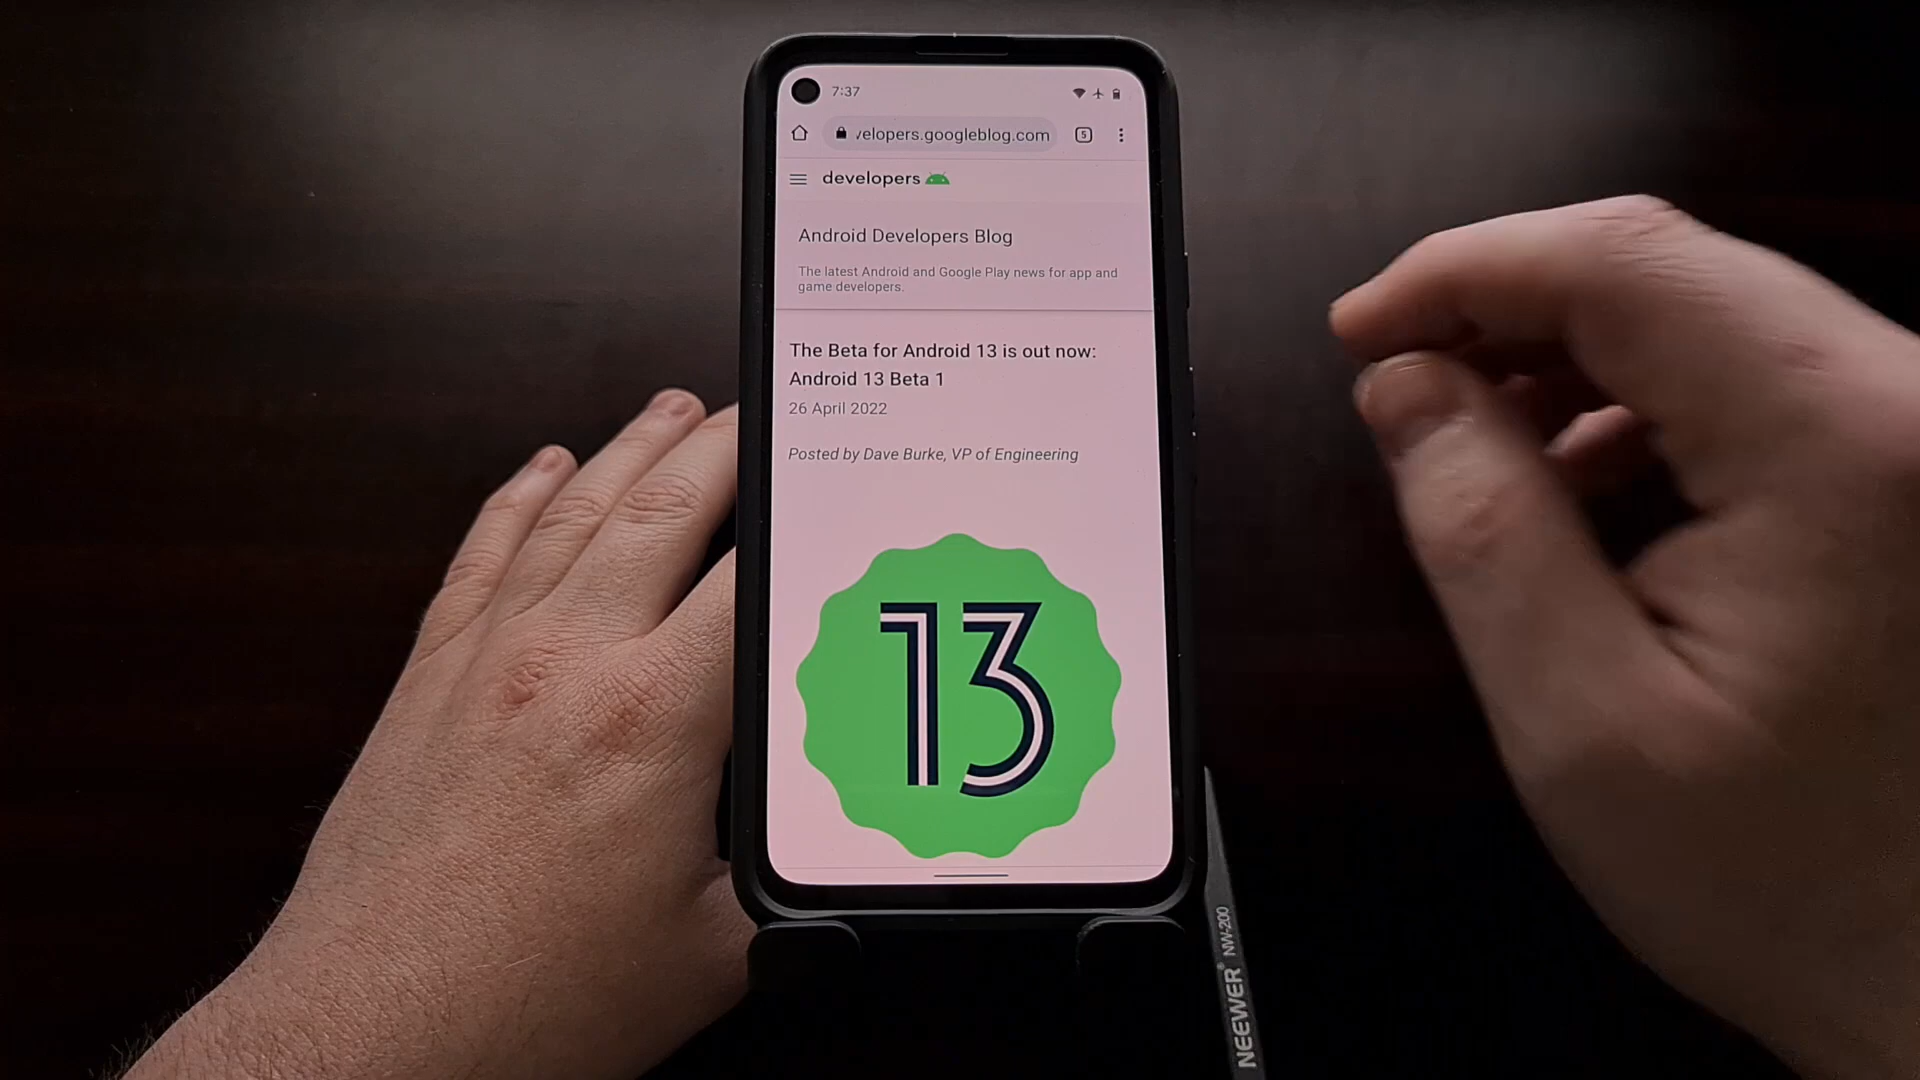 7:37
velopers.googleblog.com
5
developers
Android Developers Blog
The latest Android and Google Play news for app and
game developers.
The Beta for Android 13 is out now:
Android 13 Beta 1
26 April 2022
Posted by Dave Burke, VP of Engineering
13
NEEWER® NW-200